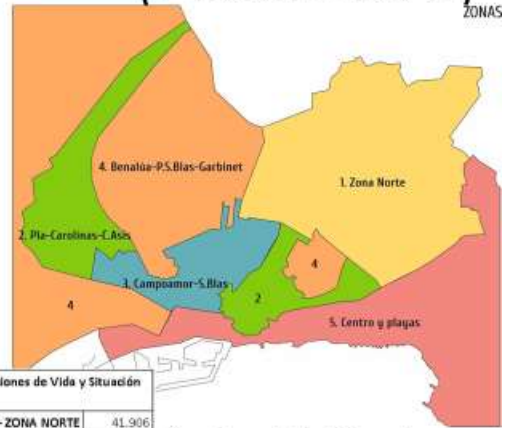 ZONAS
4. Benalúa-P.S.Blas-Garbinet
1. Zona Norte
2. Pla-Carolinas-C.Asis
3. Campoamor-S.Blas
4
4
2
5. Centro y playas
iones de Vida y Situación
ZONA NORTE 41.906